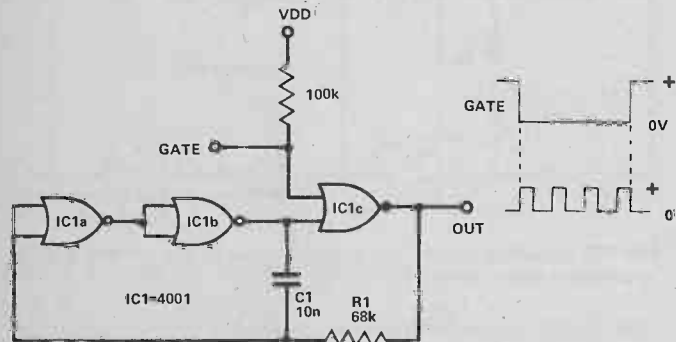 VDD
100k
GATE
IC1a
IC1b
IC1c
OUT
IC1=4001
C1
10n
R1
68k
GATE
+
0V
+
0